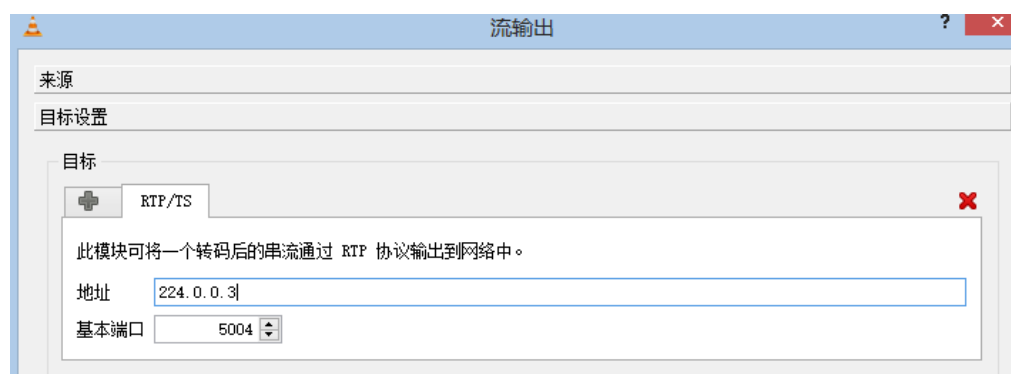 流输出
?
来源
目标设置
目标
RTP/TS
此模块可将一个转码后的串流通过 RTP 协议输出到网络中。
地址 224.0.0.3
基本端口 5004